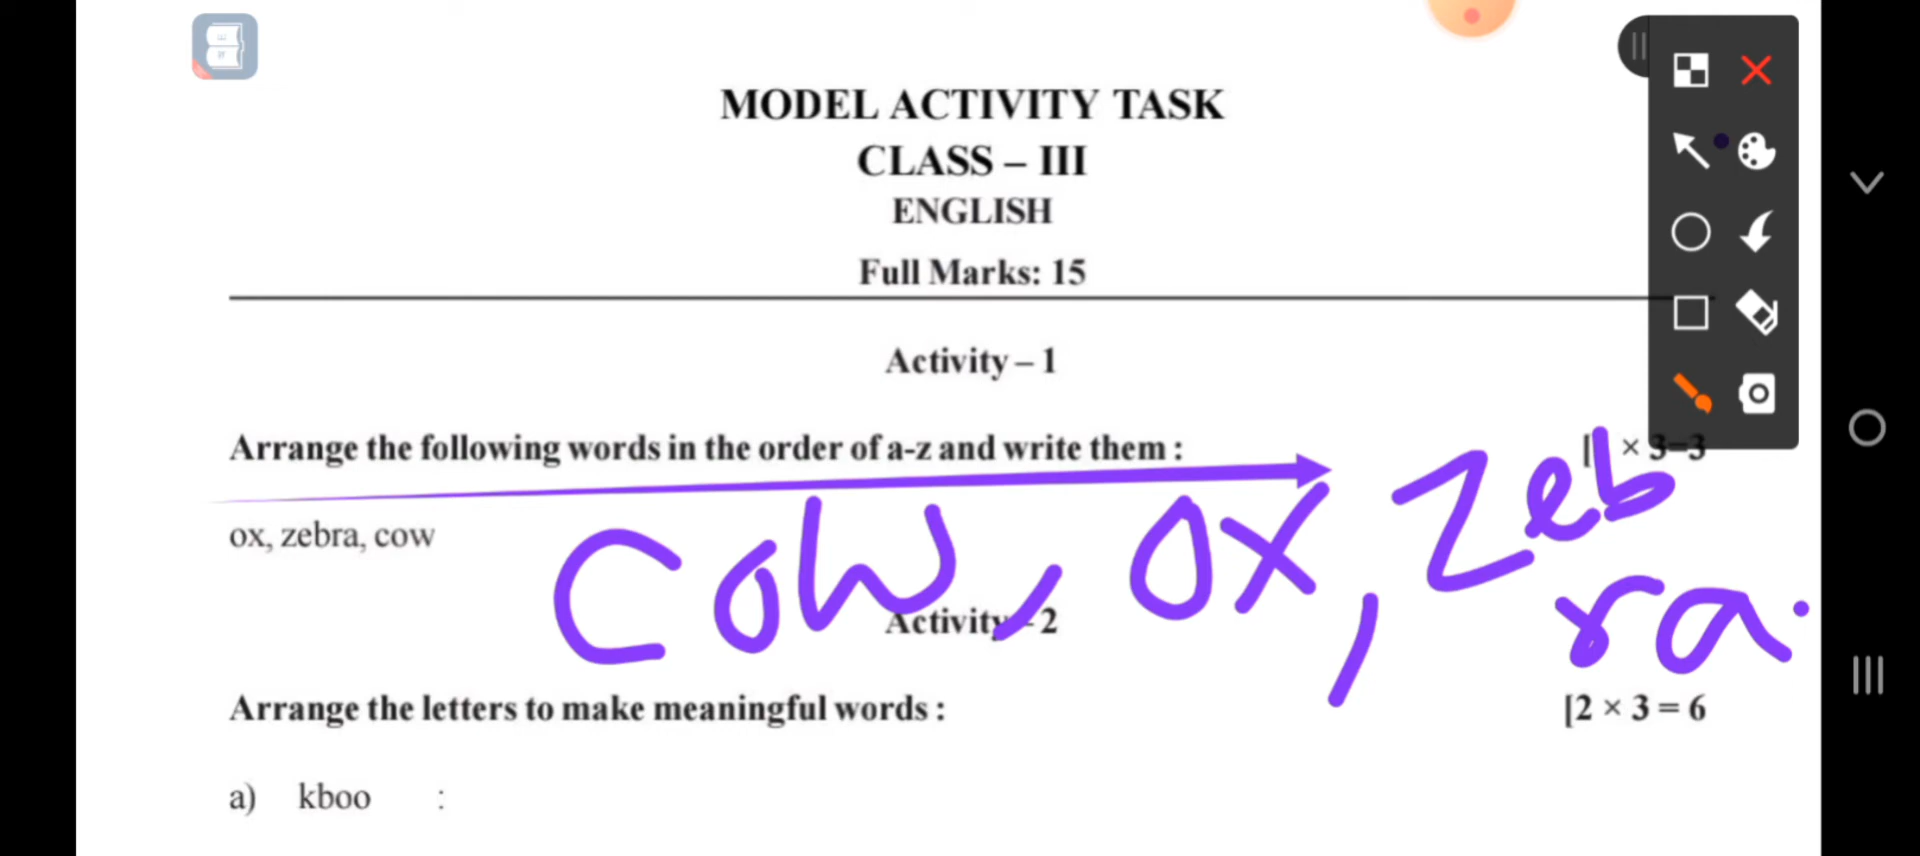 MODEL ACTIVITY TASK
CLASS – III
ENGLISH
Full Marks: 15
Activity – 1
Arrange the following words in the order of a-z and write them : [ × 3=3
ox, zebra, cow
cow, ox, zeb
ra.
Activity – 2
Arrange the letters to make meaningful words : [2 × 3 = 6
a) kboo :